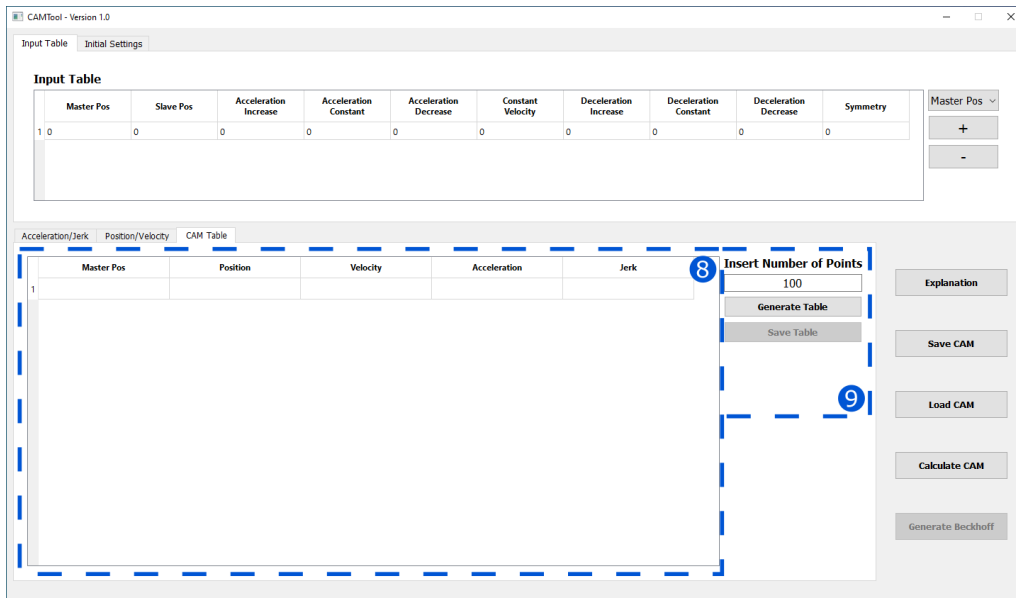 CAMTool - Version 1.0
Input Table Initial Settings
Input Table
Master Pos Slave Pos Acceleration Increase Acceleration Constant Acceleration Decrease Constant Velocity Deceleration Increase Deceleration Constant Deceleration Decrease Symmetry Master Pos
1 0 0 0 0 0 0 0 0 0 0
+
-
Acceleration/Jerk Position/Velocity CAM Table
Master Pos Position Velocity Acceleration Jerk 8
1
Insert Number of Points
100
Generate Table
Save Table
9
Explanation
Save CAM
Load CAM
Calculate CAM
Generate Beckhoff